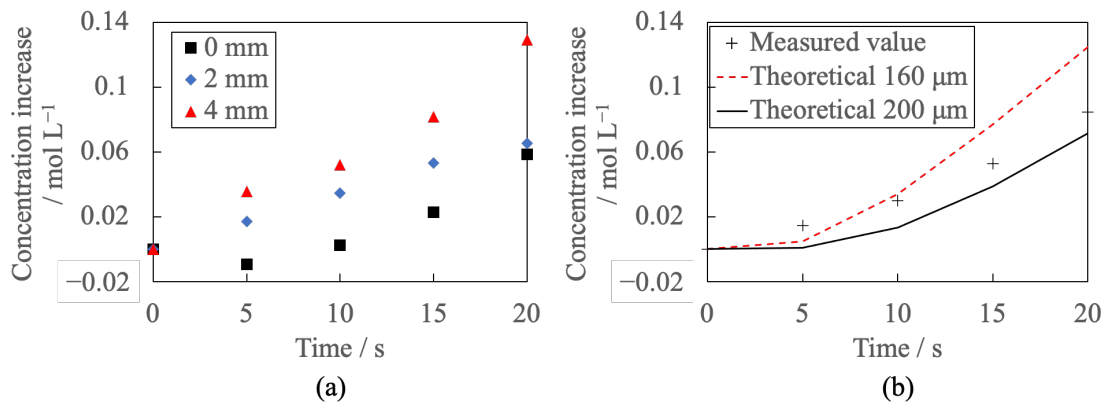 Concentration increase
/ mol L⁻¹
0.14
0.1
0.06
0.02
−0.02
0 mm
2 mm
4 mm
0
5
10
15
20
Time / s
(a)
Concentration increase
/ mol L⁻¹
0.14
0.1
0.06
0.02
−0.02
Measured value
Theoretical 160 μm
Theoretical 200 μm
0
5
10
15
20
Time / s
(b)